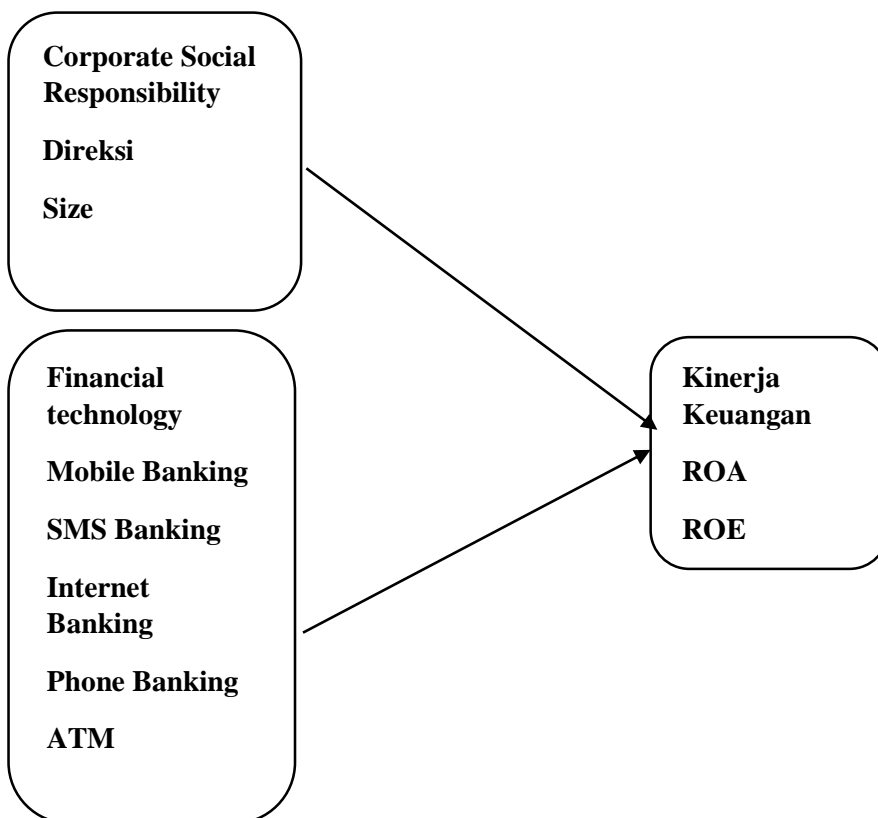 Corporate Social
Responsibility
Direksi
Size
Financial
technology
Mobile Banking
SMS Banking
Internet
Banking
Phone Banking
ATM
Kinerja
Keuangan
ROA
ROE